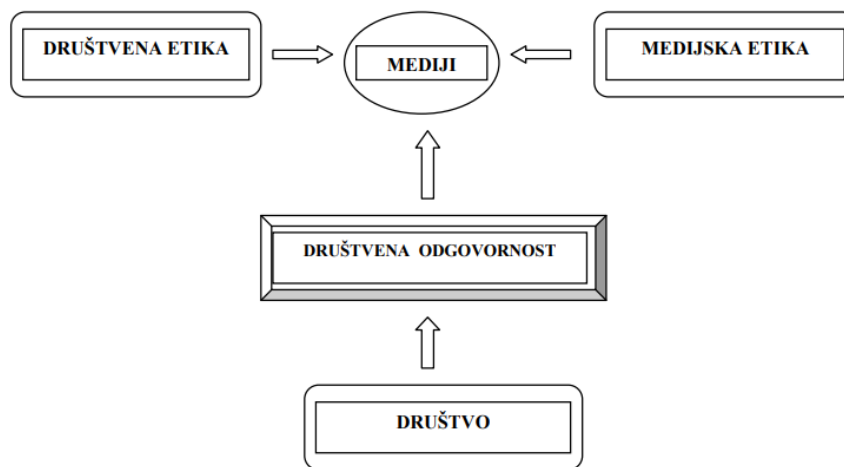 DRUŠTVENA ETIKA
MEDIJI
MEDIJSKA ETIKA
DRUŠTVENA ODGOVORNOST
DRUŠTVO